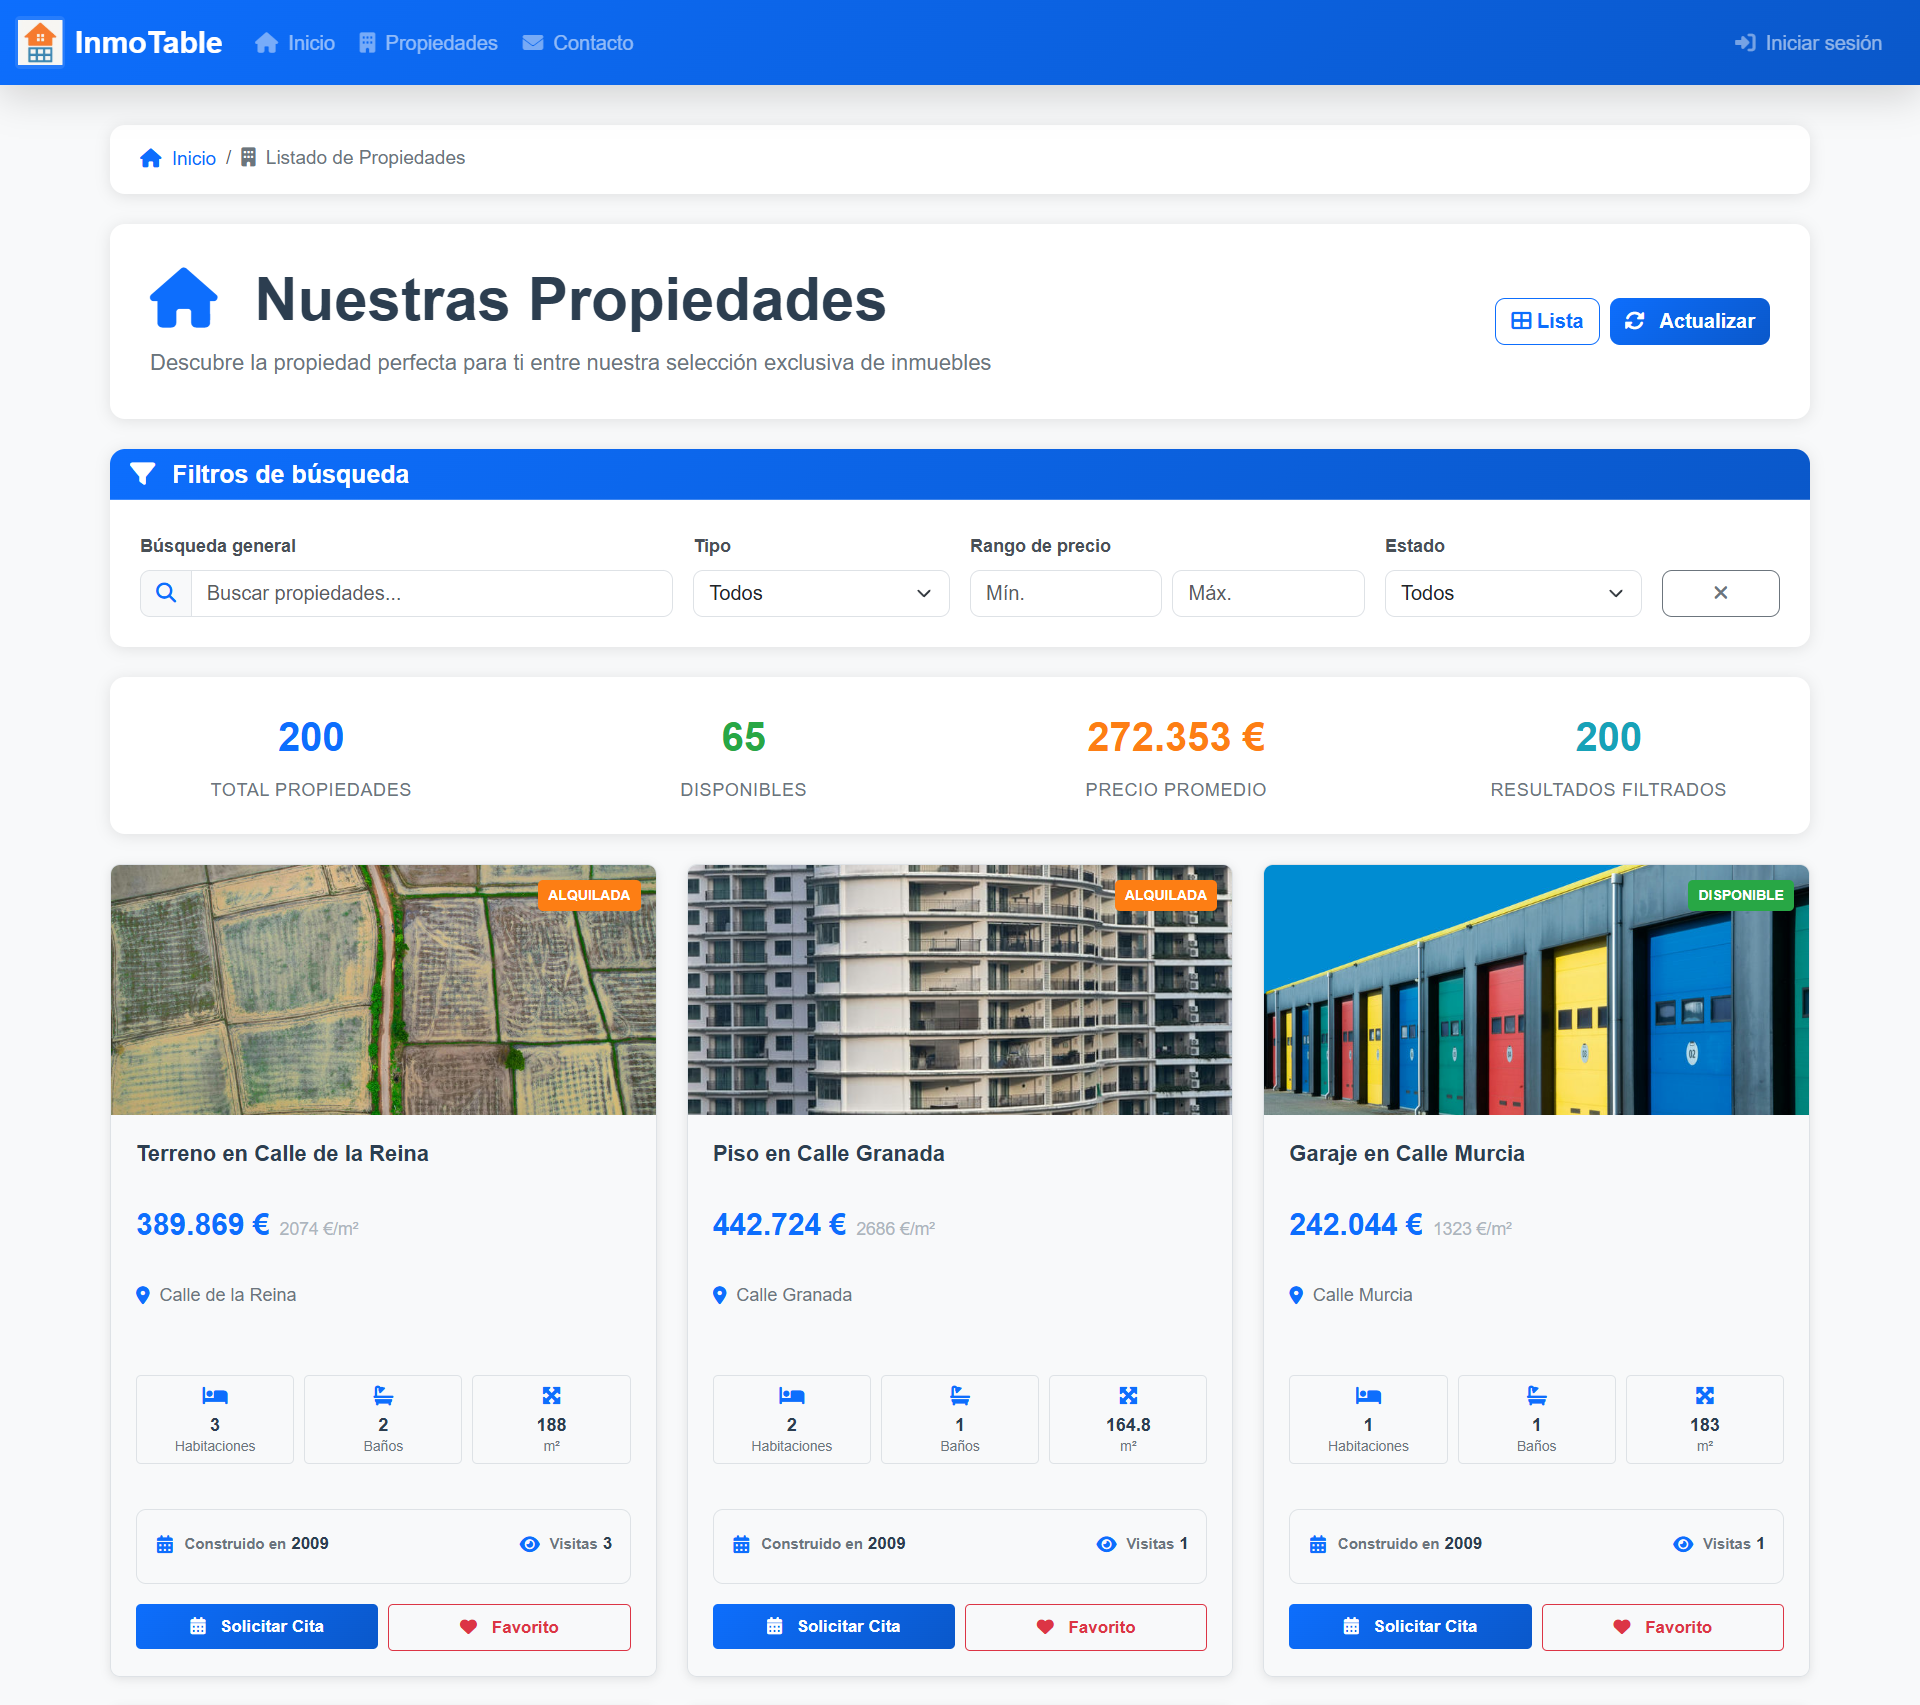 InmoTable
Inicio
Propiedades
Contacto
Iniciar sesión
Inicio / Listado de Propiedades
Nuestras Propiedades
Descubre la propiedad perfecta para ti entre nuestra selección exclusiva de inmuebles
Lista
Actualizar
Filtros de búsqueda
Búsqueda general
Tipo
Rango de precio
Estado
Buscar propiedades...
Todos
Mín.
Máx.
Todos
200
TOTAL PROPIEDADES
65
DISPONIBLES
272.353 €
PRECIO PROMEDIO
200
RESULTADOS FILTRADOS
ALQUILADA
Terreno en Calle de la Reina
389.869 € 2074 €/m²
Calle de la Reina
3
Habitaciones
2
Baños
188
m²
Construido en 2009
Visitas 3
Solicitar Cita
Favorito
ALQUILADA
Piso en Calle Granada
442.724 € 2686 €/m²
Calle Granada
2
Habitaciones
1
Baños
164.8
m²
Construido en 2009
Visitas 1
Solicitar Cita
Favorito
DISPONIBLE
02
Garaje en Calle Murcia
242.044 € 1323 €/m²
Calle Murcia
1
Habitaciones
1
Baños
183
m²
Construido en 2009
Visitas 1
Solicitar Cita
Favorito